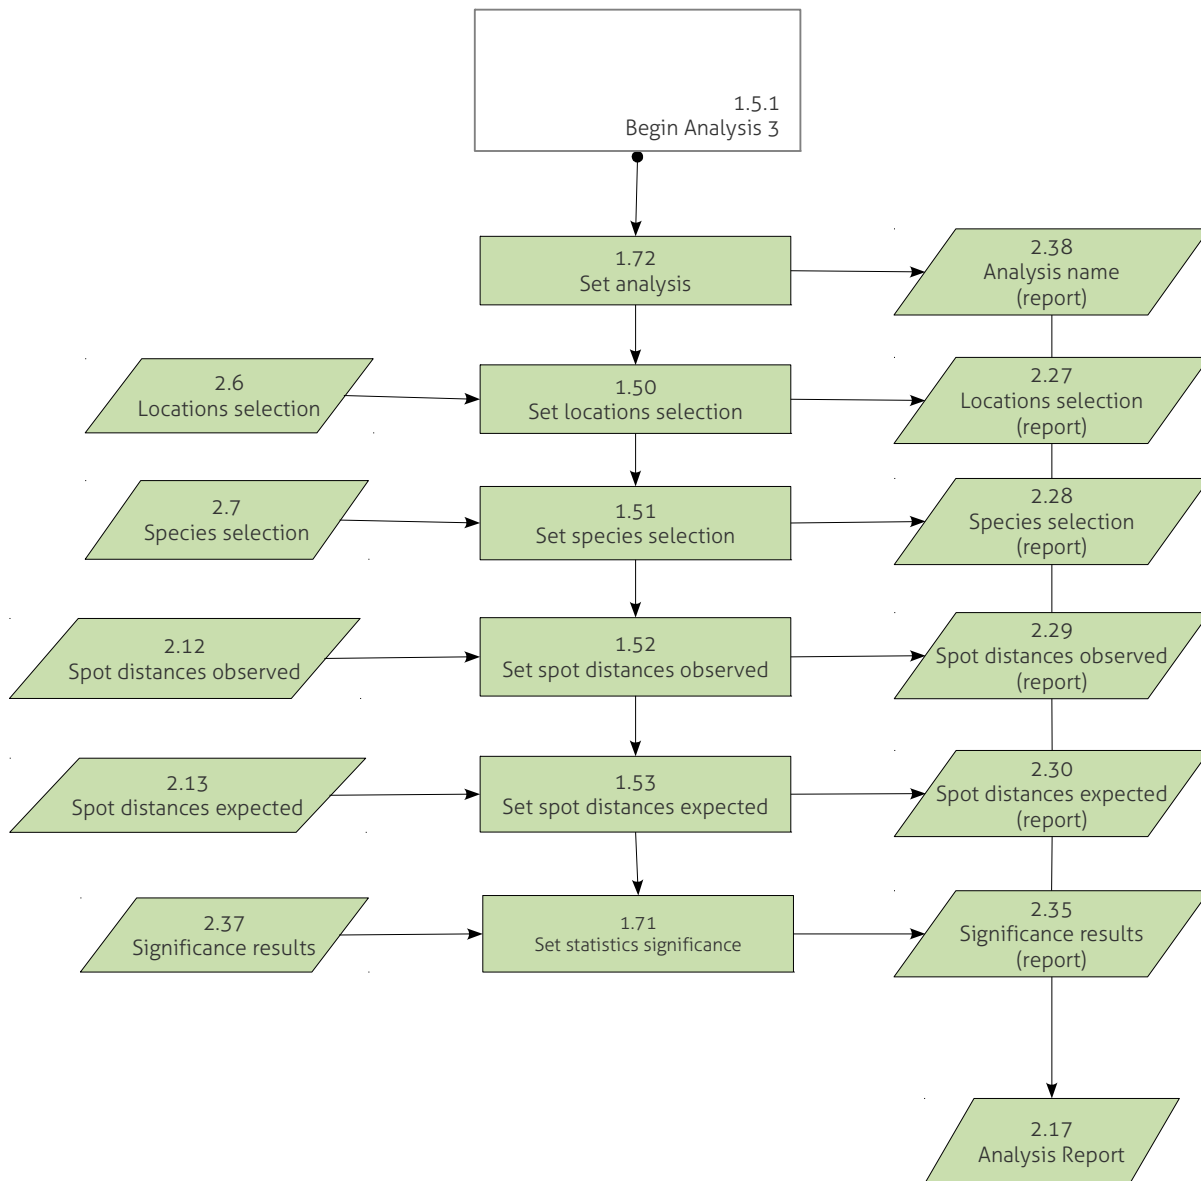 1.5.1
Begin Analysis 3
1.72
Set analysis
2.38
Analysis name
(report)
2.6
Locations selection
1.50
Set locations selection
2.27
Locations selection
(report)
2.7
Species selection
1.51
Set species selection
2.28
Species selection
(report)
2.12
Spot distances observed
1.52
Set spot distances observed
2.29
Spot distances observed
(report)
2.13
Spot distances expected
1.53
Set spot distances expected
2.30
Spot distances expected
(report)
2.37
Significance results
1.71
Set statistics significance
2.35
Significance results
(report)
2.17
Analysis Report